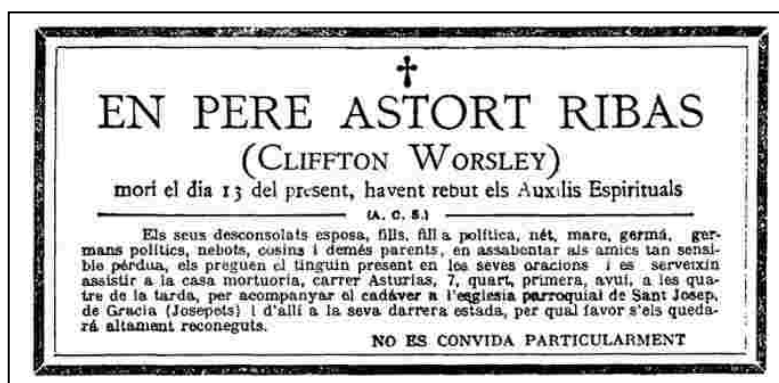 EN PERE ASTORT RIBAS
(CLIFFTON WORSLEY)
morí el dia 13 del present, havent rebut els Auxilis Espirituals
(A. C. S.)
Els seus desconsolats esposa, fills, filla política, nét, mare, germá, ger-
mans polítics, nebots, cosins i demés parents, en assabentar als amics tan sensi-
ble pérdua, els preguen el tinguin present en les seves oracions i es serveixin
assistir a la casa mortuoria, carrer Asturias, 7, quart, primera, avui, a les qua-
tre de la tarda, per acompanyar el cadáver a l'església parroquial de Sant Josep,
de Gracia (Josepets) i d'allí a la seva darrera estada, per qual favor s'els queda-
rá altament reconeguts.
NO ES CONVIDA PARTICULARMENT